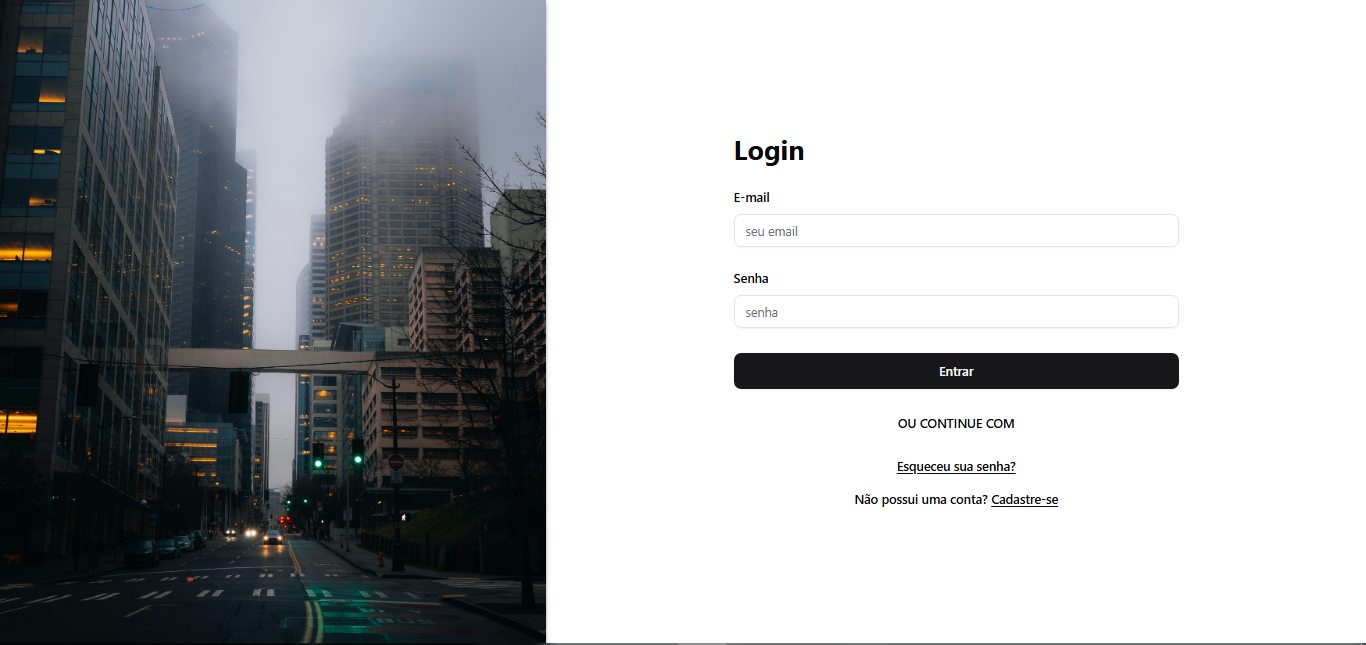 Login
E-mail
seu email
Senha
senha
Entrar
OU CONTINUE COM
Esqueceu sua senha?
Não possui uma conta? Cadastre-se